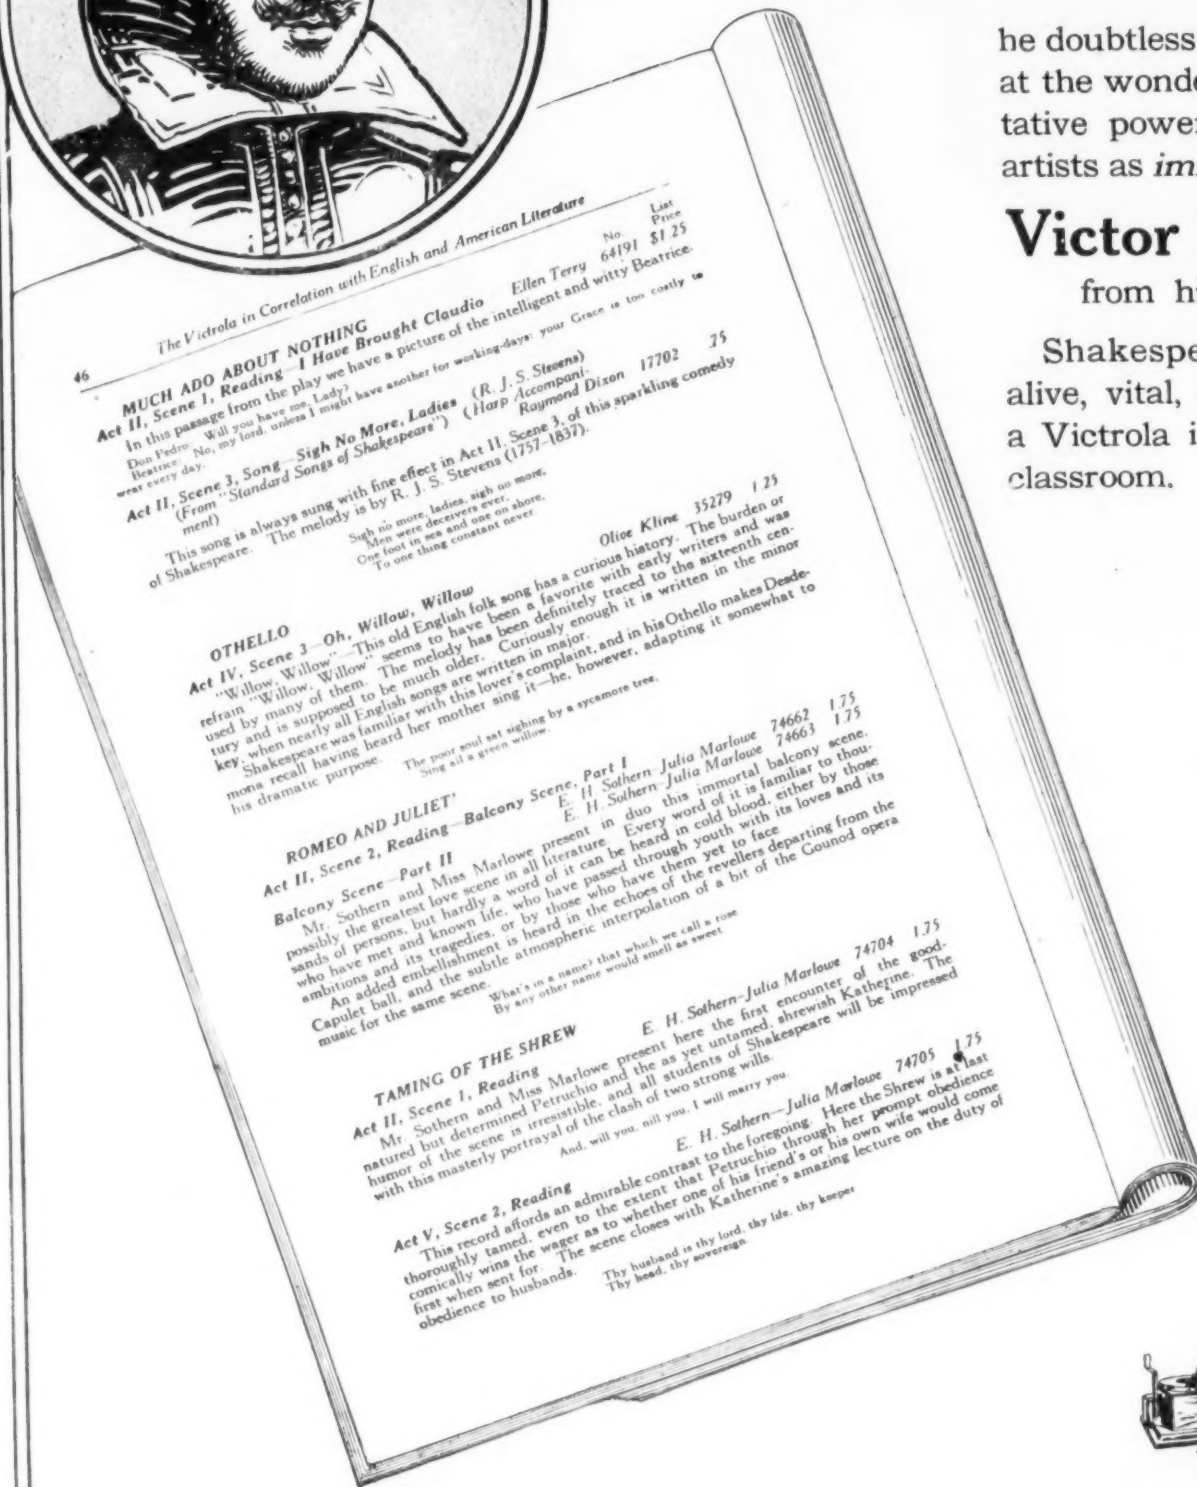 46
The Victrola in Correlation with English and American Literature
No. List Price
MUCH ADO ABOUT NOTHING
Act II, Scene 1, Reading—I Have Brought Claudio Ellen Terry 64191 $1.25
In this passage from the play we have a picture of the intelligent and witty Beatrice.
Don Pedro: Will you have me, Lady?
Beatrice: No, my lord, unless I might have another for working-days: your Grace is too costly to
wear every day.
Act II, Scene 3, Song—Sigh No More, Ladies (R. J. S. Stevens)
(From "Standard Songs of Shakespeare") (Harp Accompani-
ment) Raymond Dixon 17702 .75
This song is always sung with fine effect in Act II, Scene 3, of this sparkling comedy
of Shakespeare. The melody is by R. J. S. Stevens (1757-1837).
Sigh no more, ladies, sigh no more,
Men were deceivers ever,
One foot in sea and one on shore,
To one thing constant never.
OTHELLO
Act IV, Scene 3—Oh, Willow, Willow Olive Kline 35279 1.25
"Willow, Willow"—This old English folk song has a curious history. The burden or
refrain "Willow, Willow" seems to have been a favorite with early writers and was
used by many of them. The melody has been definitely traced to the sixteenth cen-
tury and is supposed to be much older. Curiously enough it is written in the minor
key, when nearly all English songs are written in major.
Shakespeare was familiar with this lover's complaint, and in his Othello makes Desde-
mona recall having heard her mother sing it—he, however, adapting it somewhat to
his dramatic purpose.
The poor soul sat sighing by a sycamore tree,
Sing all a green willow.
ROMEO AND JULIET
Act II, Scene 2, Reading—Balcony Scene, Part I
E. H. Sothern-Julia Marlowe 74662 1.75
Balcony Scene—Part II E. H. Sothern-Julia Marlowe 74663 1.75
Mr. Sothern and Miss Marlowe present in duo this immortal balcony scene,
possibly the greatest love scene in all literature. Every word of it is familiar to thou-
sands of persons, but hardly a word of it can be heard in cold blood, either by those
who have met and known life, who have passed through youth with its loves and its
ambitions and its tragedies, or by those who have them yet to face.
An added embellishment is heard in the echoes of the revellers departing from the
Capulet ball, and the subtle atmospheric interpolation of a bit of the Gounod opera
music for the same scene.
What's in a name? that which we call a rose
By any other name would smell as sweet.
TAMING OF THE SHREW
Act II, Scene 1, Reading E. H. Sothern-Julia Marlowe 74704 1.75
Mr. Sothern and Miss Marlowe present here the first encounter of the good-
natured but determined Petruchio and the as yet untamed, shrewish Katherine. The
humor of the scene is irresistible, and all students of Shakespeare will be impressed
with this masterly portrayal of the clash of two strong wills.
And, will you, nill you, I will marry you.
Act V, Scene 2, Reading E. H. Sothern—Julia Marlowe 74705 1.75
This record affords an admirable contrast to the foregoing. Here the Shrew is at last
thoroughly tamed, even to the extent that Petruchio through her prompt obedience
comically wins the wager as to whether one of his friend's or his own wife would come
first when sent for. The scene closes with Katherine's amazing lecture on the duty of
obedience to husbands.
Thy husband is thy lord, thy life, thy keeper
Thy head, thy sovereign.
he doubtless
at the wonde
tative power
artists as im
Victor
from hi
Shakespe
alive, vital,
a Victrola i
classroom.